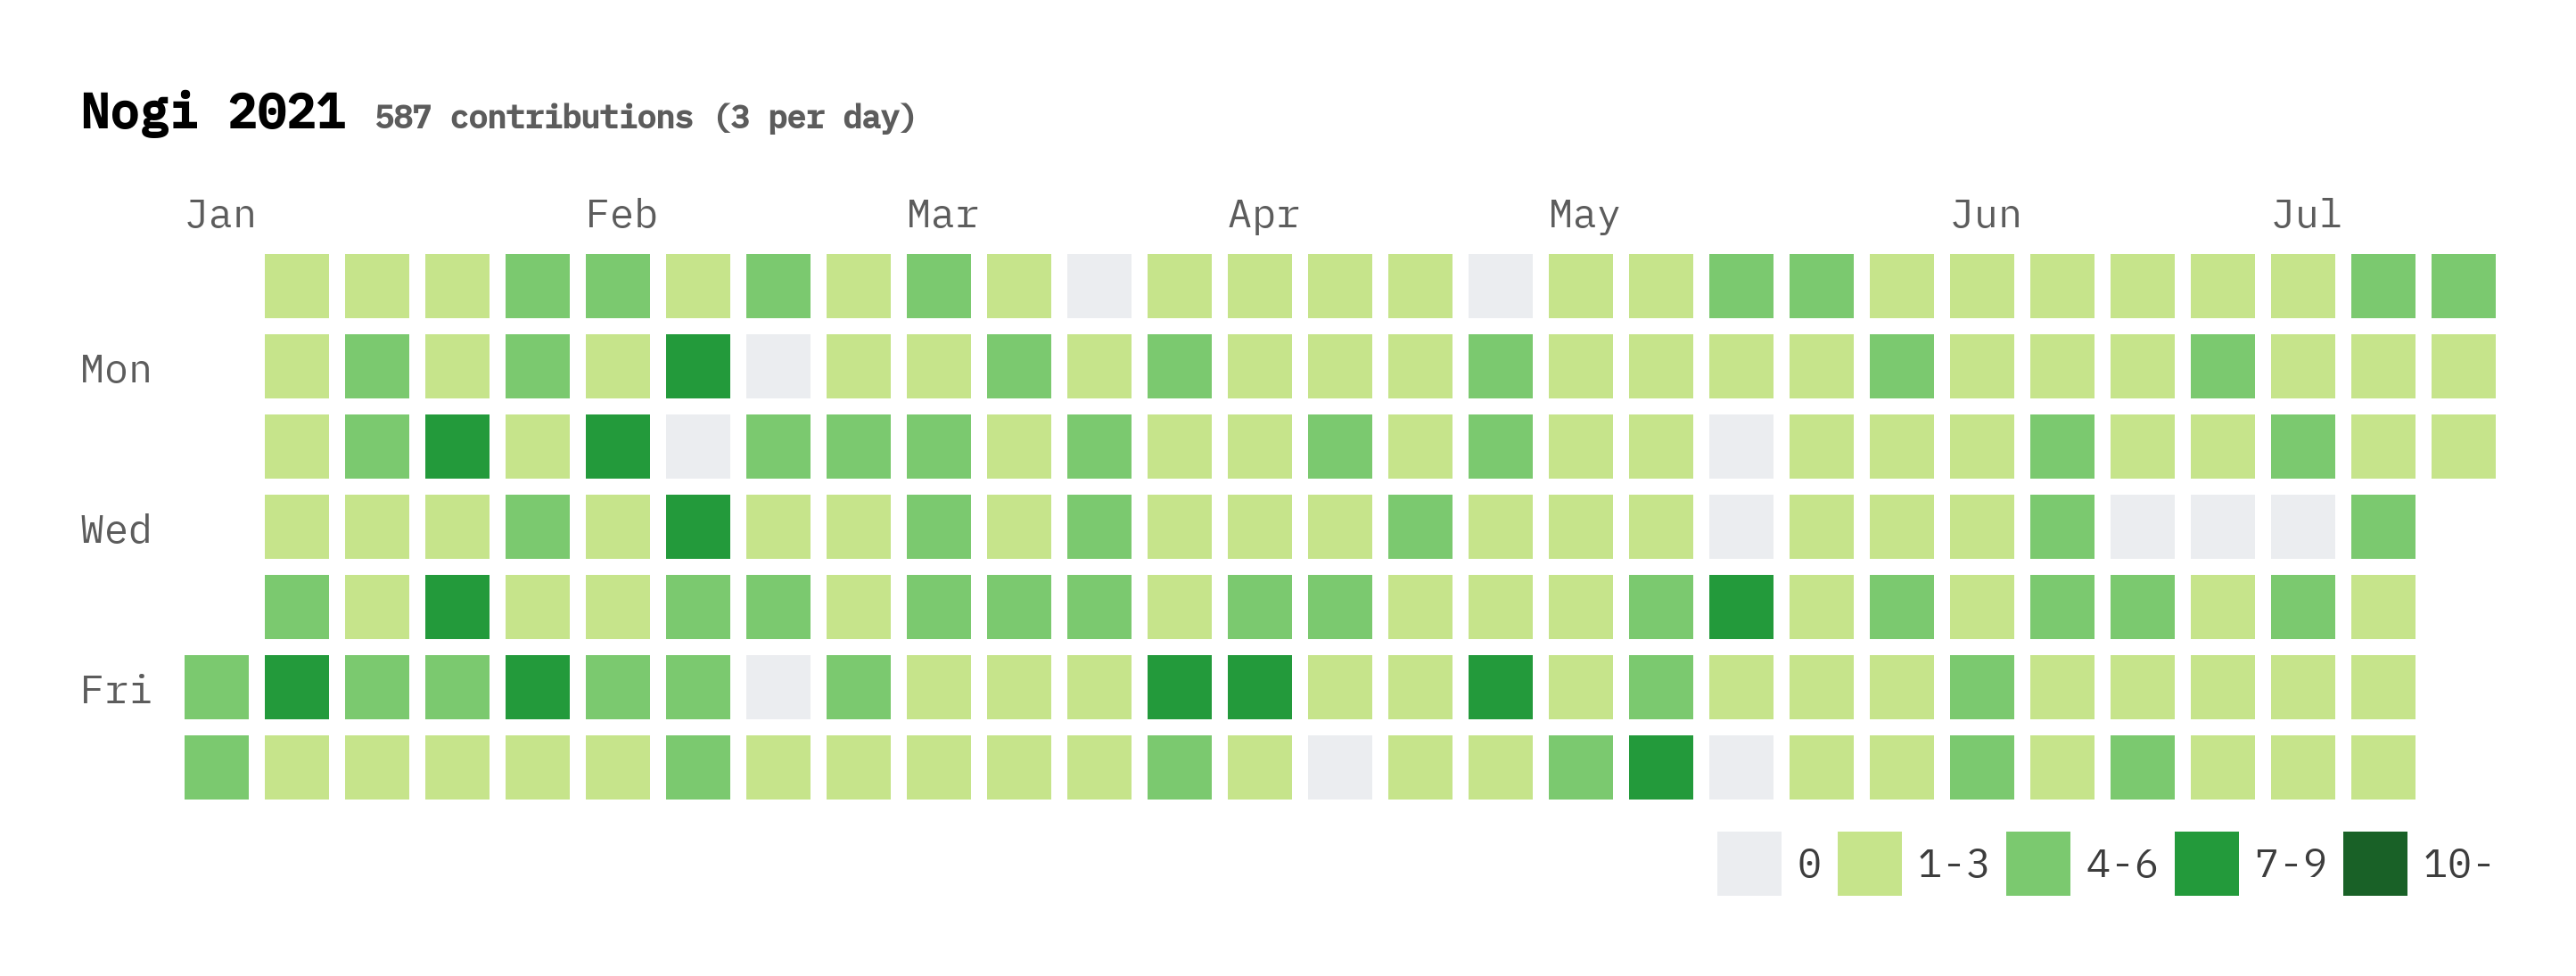 Nogi 2021 587 contributions (3 per day)
Jan Feb Mar Apr May Jun Jul
Mon
Wed
Fri
0 1-3 4-6 7-9 10-